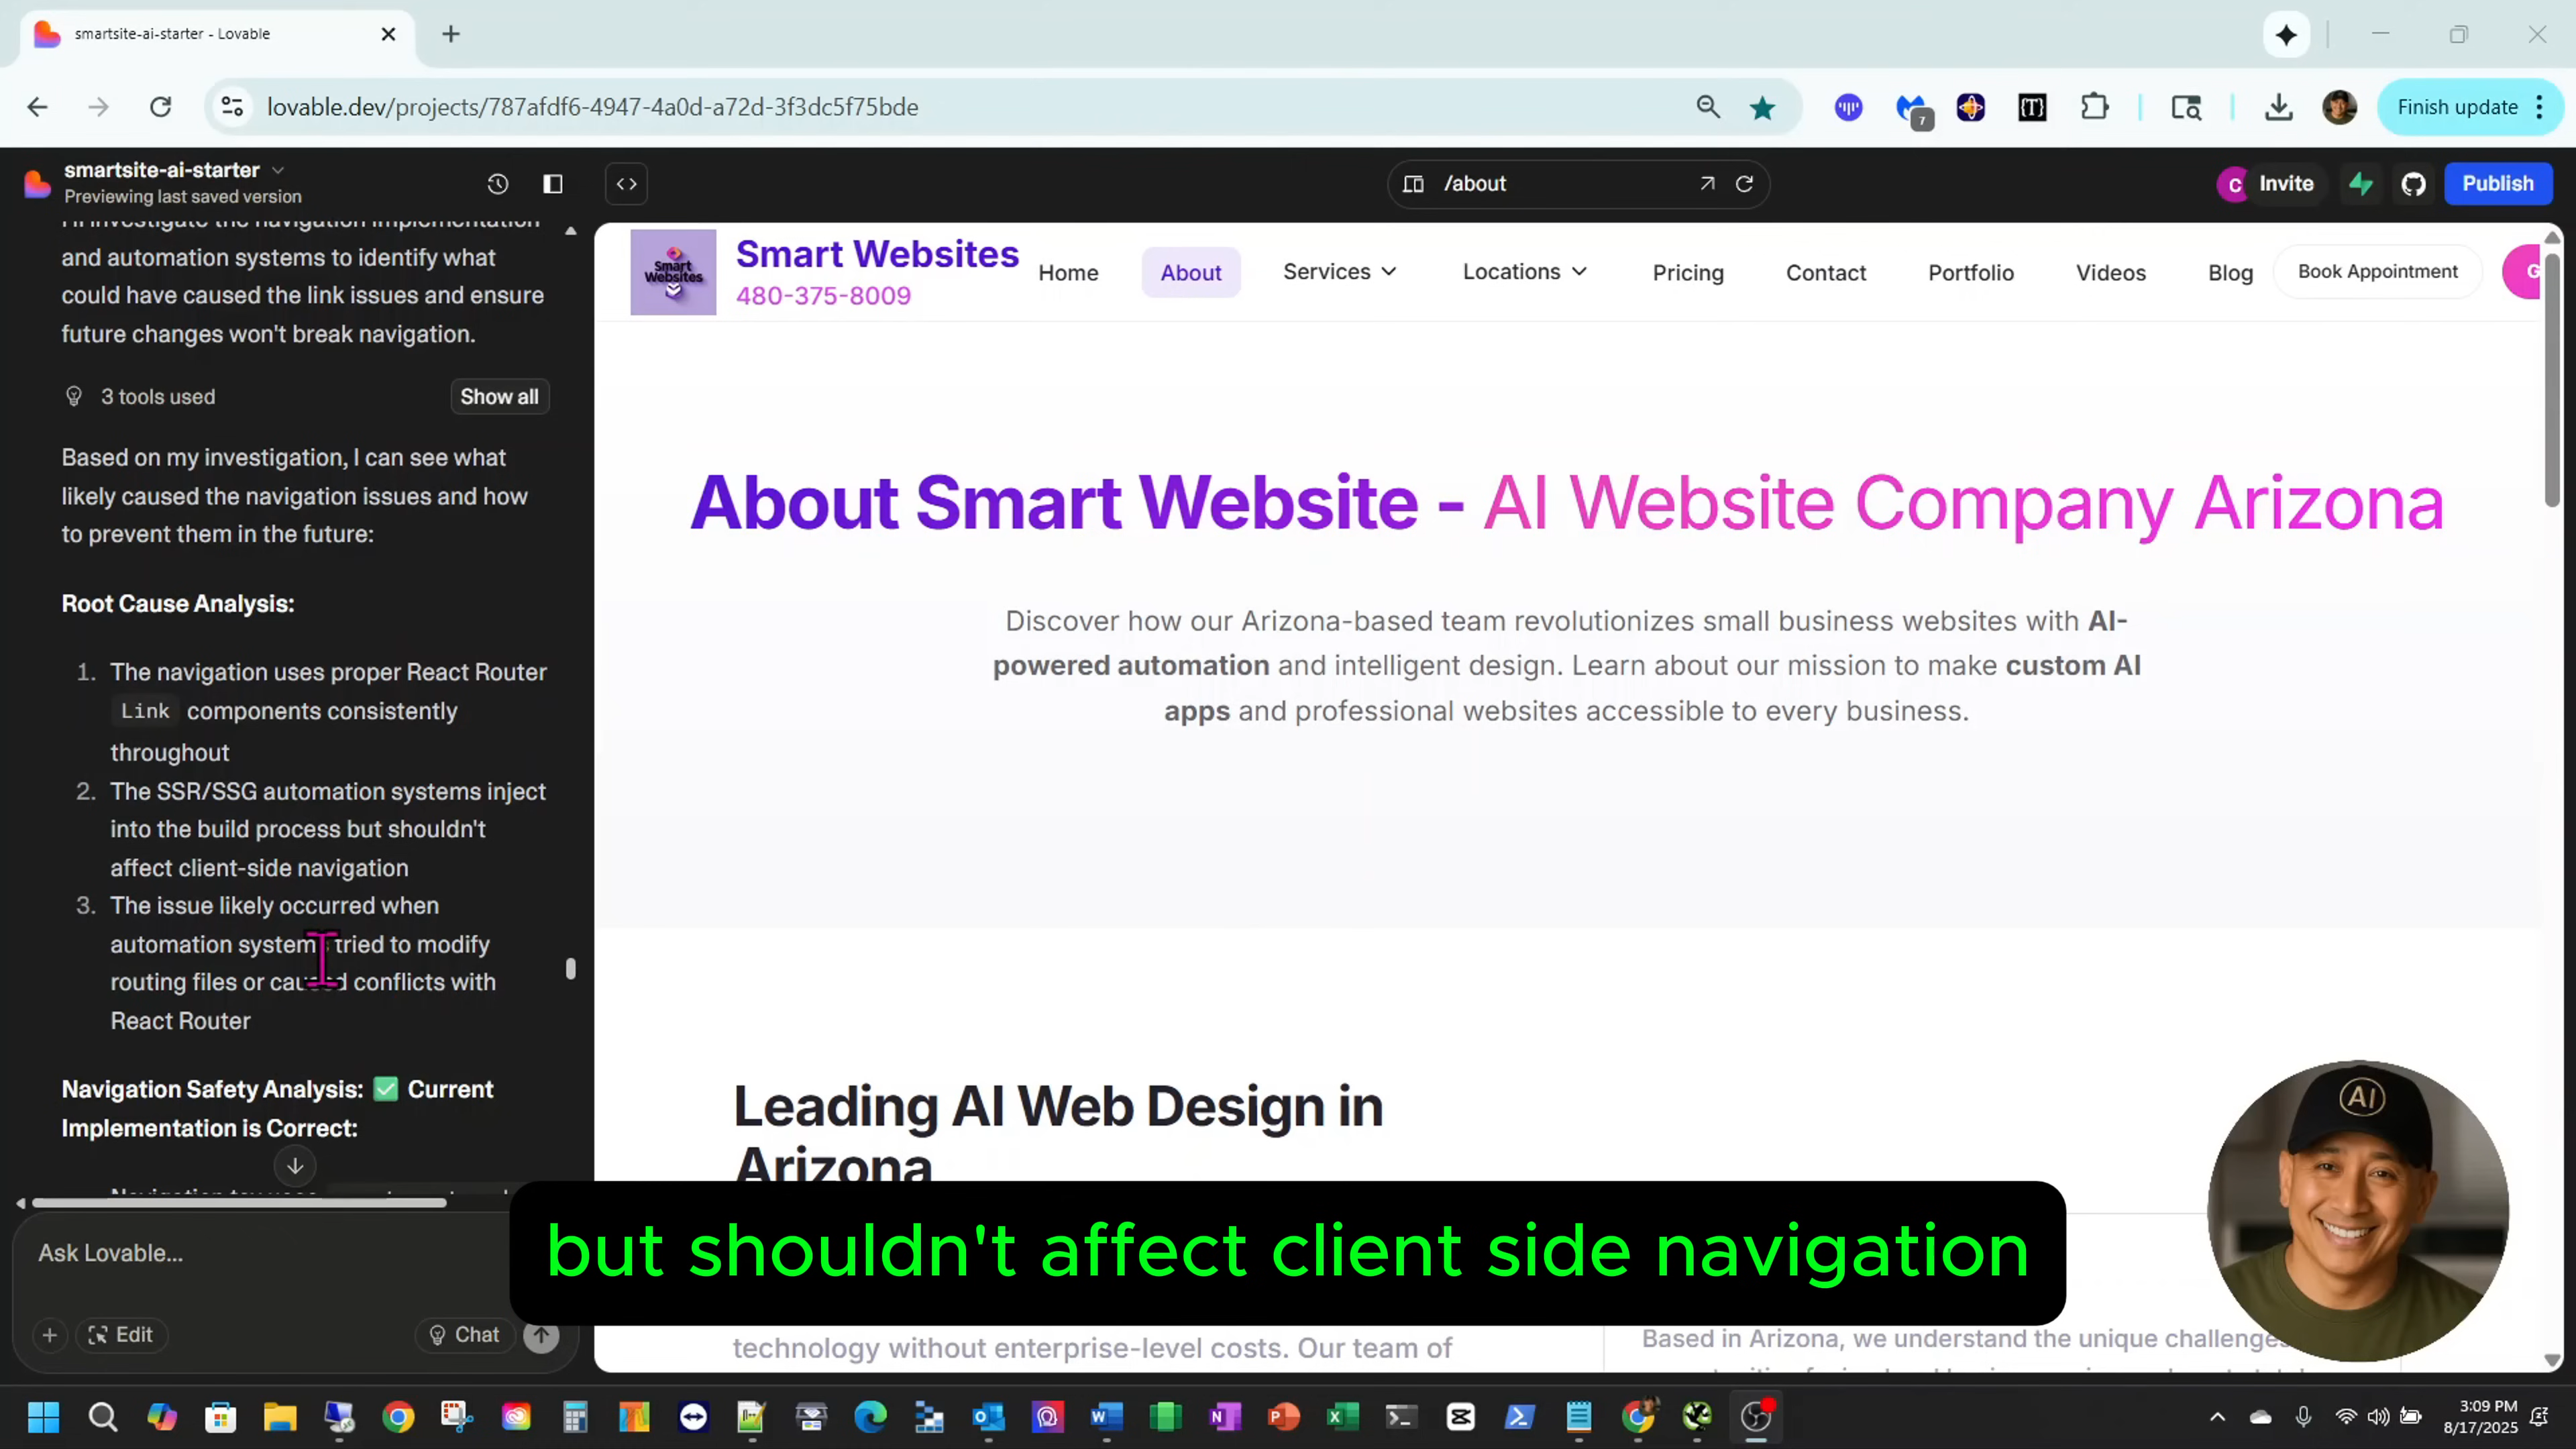 smartsite-ai-starter - Lovable
lovable.dev/projects/787afdf6-4947-4a0d-a72d-3f3dc5f75bde
7
Finish update
smartsite-ai-starter
Previewing last saved version
/about
C
Invite
Publish
and automation systems to identify what
could have caused the link issues and ensure
future changes won't break navigation.
3 tools used
Show all
Based on my investigation, I can see what
likely caused the navigation issues and how
to prevent them in the future:
Root Cause Analysis:
1. The navigation uses proper React Router
Link components consistently
throughout
2. The SSR/SSG automation systems inject
into the build process but shouldn't
affect client-side navigation
3. The issue likely occurred when
automation systems tried to modify
routing files or caused conflicts with
React Router
Navigation Safety Analysis: ✅ Current
Implementation is Correct:
Ask Lovable...
Edit
Chat
Smart
Websites
Smart Websites
480-375-8009
Home
About
Services
Locations
Pricing
Contact
Portfolio
Videos
Blog
Book Appointment
G
About Smart Website - AI Website Company Arizona
Discover how our Arizona-based team revolutionizes small business websites with AI-
powered automation and intelligent design. Learn about our mission to make custom AI
apps and professional websites accessible to every business.
Leading AI Web Design in
Arizona
but shouldn't affect client side navigation
technology without enterprise-level costs. Our team of
Based in Arizona, we understand the unique challenges
AI
3:09 PM
8/17/2025